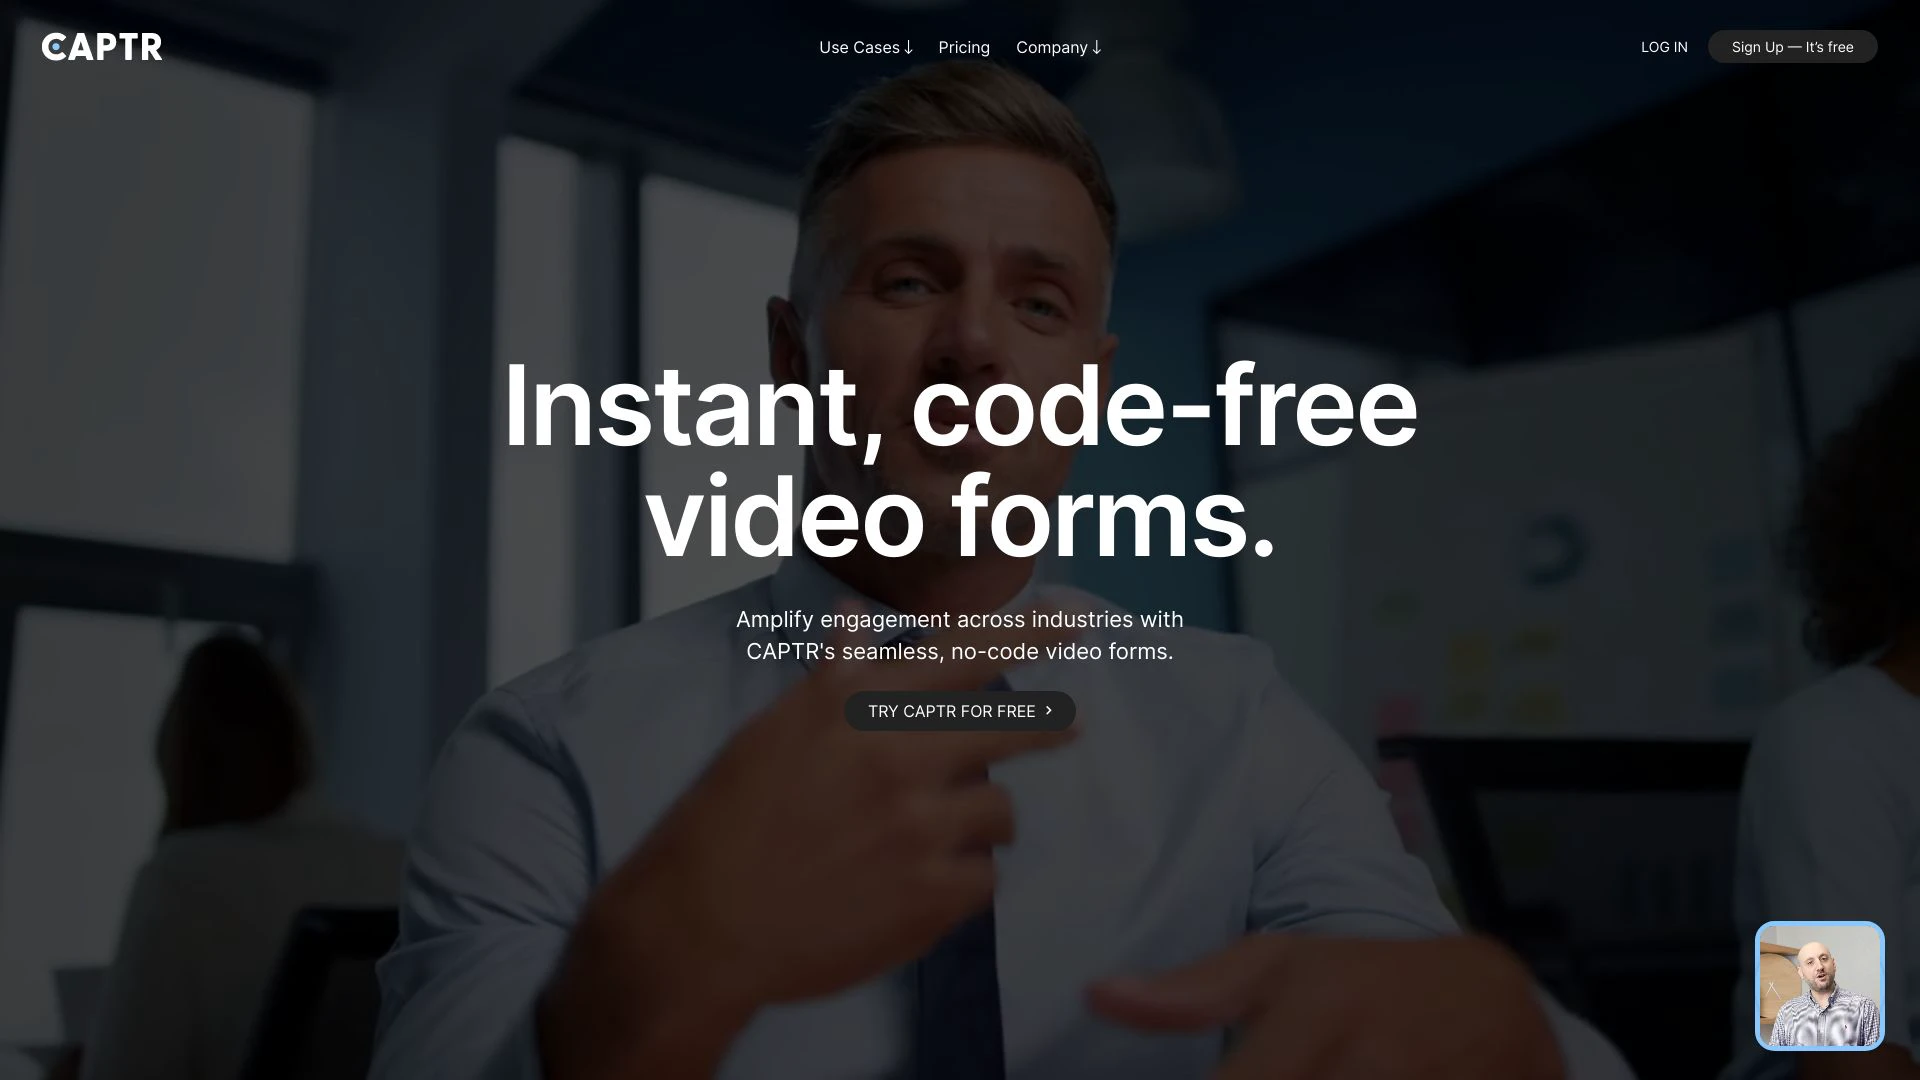 CAPTR
Use Cases ↓ Pricing Company ↓
LOG IN
Sign Up — It's free
Instant, code-free
video forms.
Amplify engagement across industries with
CAPTR's seamless, no-code video forms.
TRY CAPTR FOR FREE ›